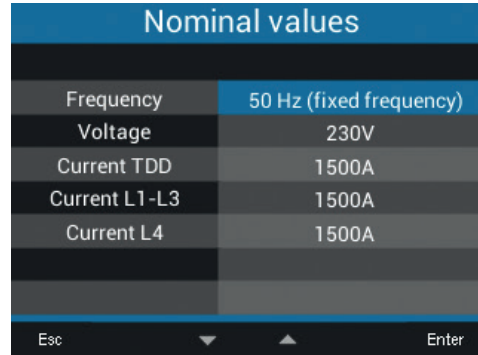 Nominal values
Frequency 50 Hz (fixed frequency)
Voltage 230V
Current TDD 1500A
Current L1-L3 1500A
Current L4 1500A
Esc Enter